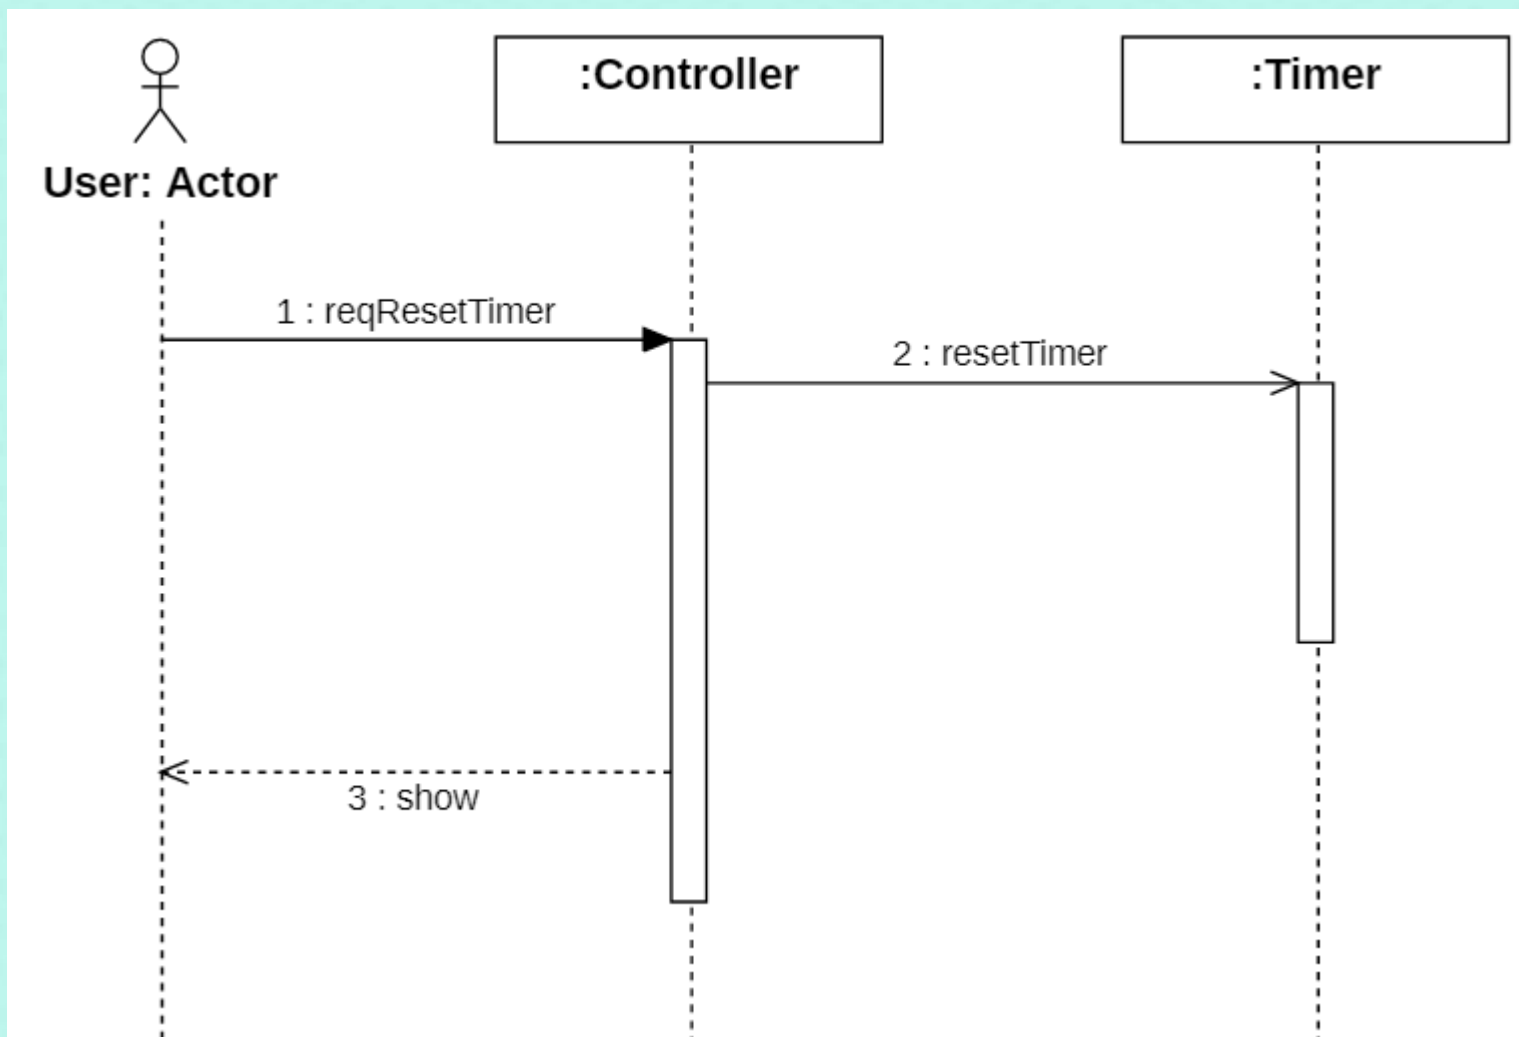 :Controller
:Timer
User: Actor
1 : reqResetTimer
2 : resetTimer
3 : show